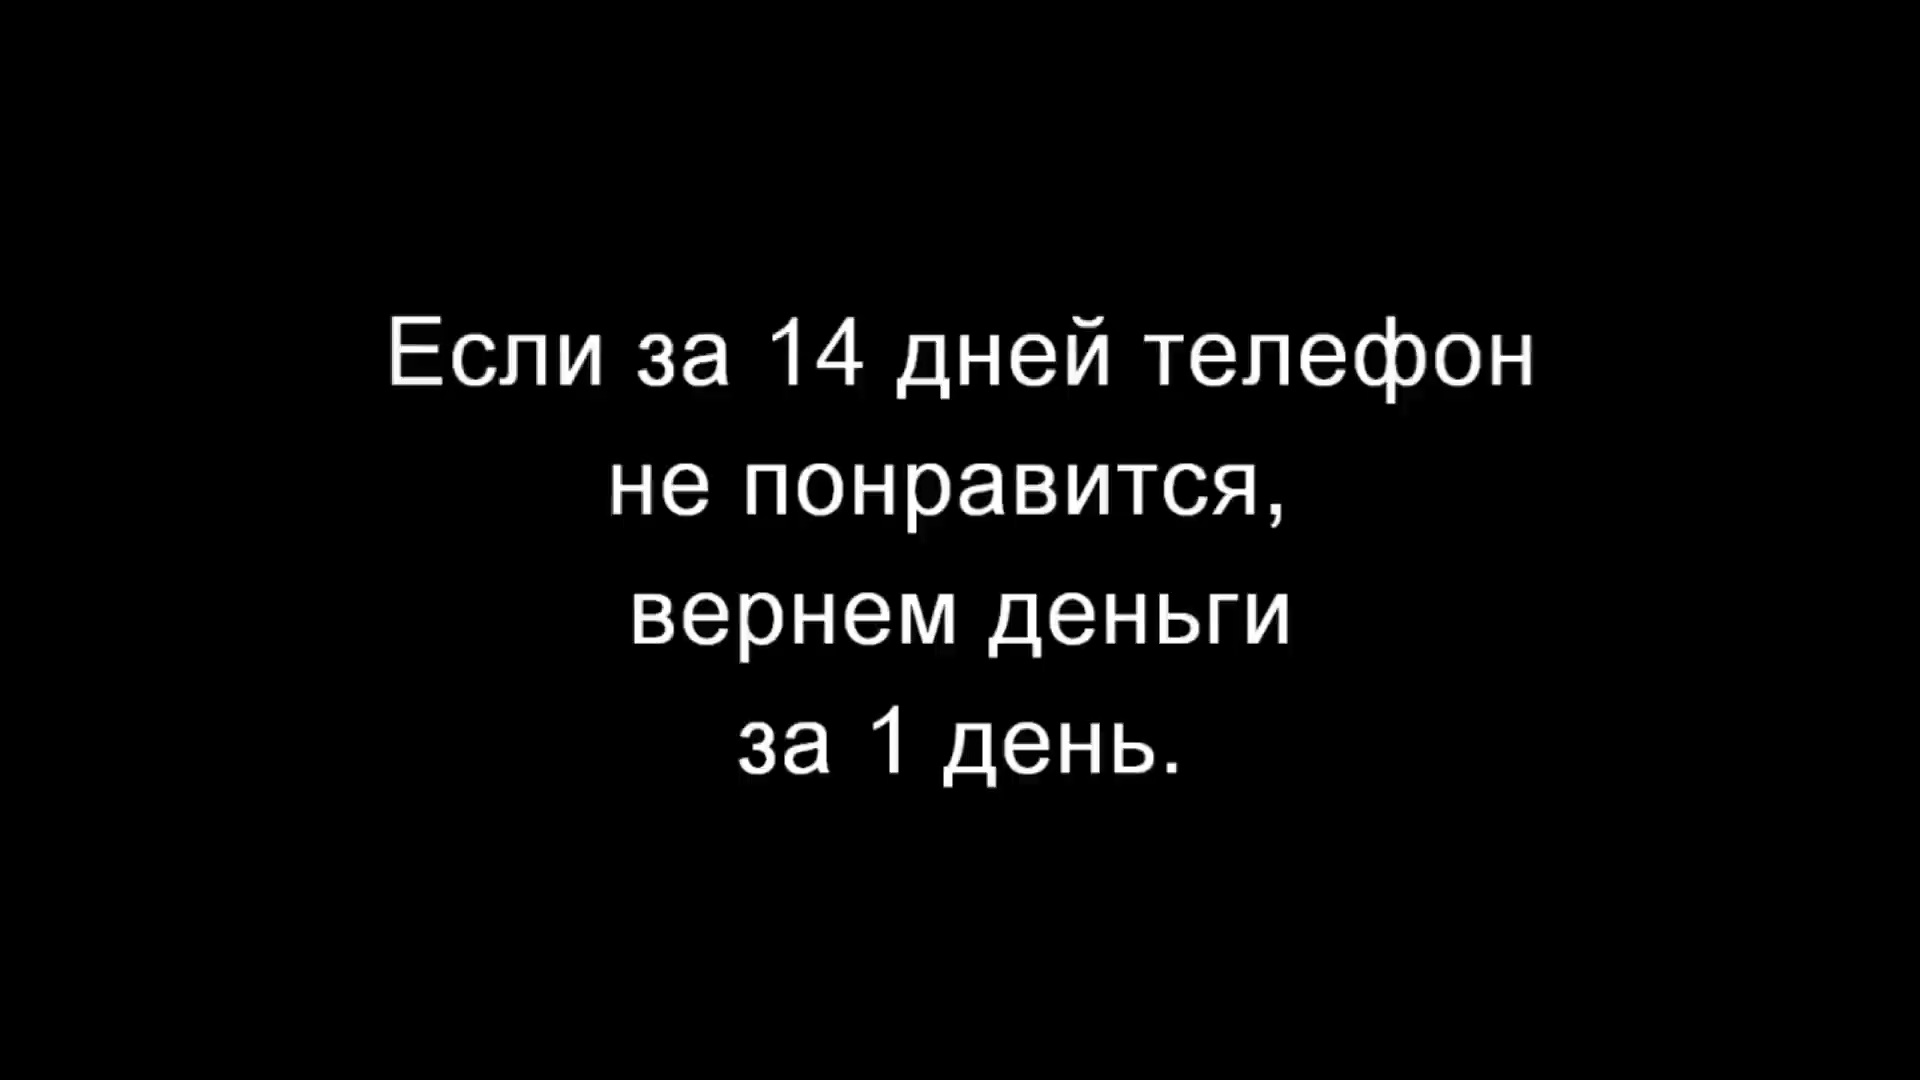 Если за 14 дней телефон
не понравится,
вернем деньги
за 1 день.